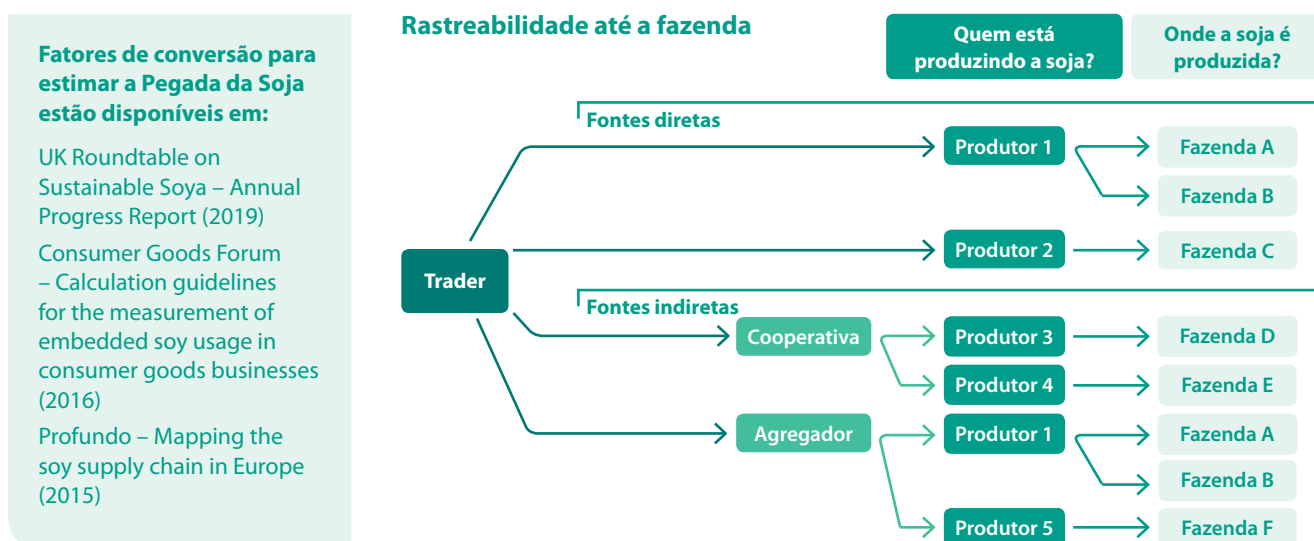 Fatores de conversão para
estimar a Pegada da Soja
estão disponíveis em:
UK Roundtable on
Sustainable Soya – Annual
Progress Report (2019)
Consumer Goods Forum
– Calculation guidelines
for the measurement of
embedded soy usage in
consumer goods businesses
(2016)
Profundo – Mapping the
soy supply chain in Europe
(2015)
Rastreabilidade até a fazenda
Quem está
produzindo a soja?
Onde a soja é
produzida?
Fontes diretas
Trader
Produtor 1
Fazenda A
Fazenda B
Produtor 2
Fazenda C
Fontes indiretas
Cooperativa
Produtor 3
Fazenda D
Produtor 4
Fazenda E
Agregador
Produtor 1
Fazenda A
Fazenda B
Produtor 5
Fazenda F